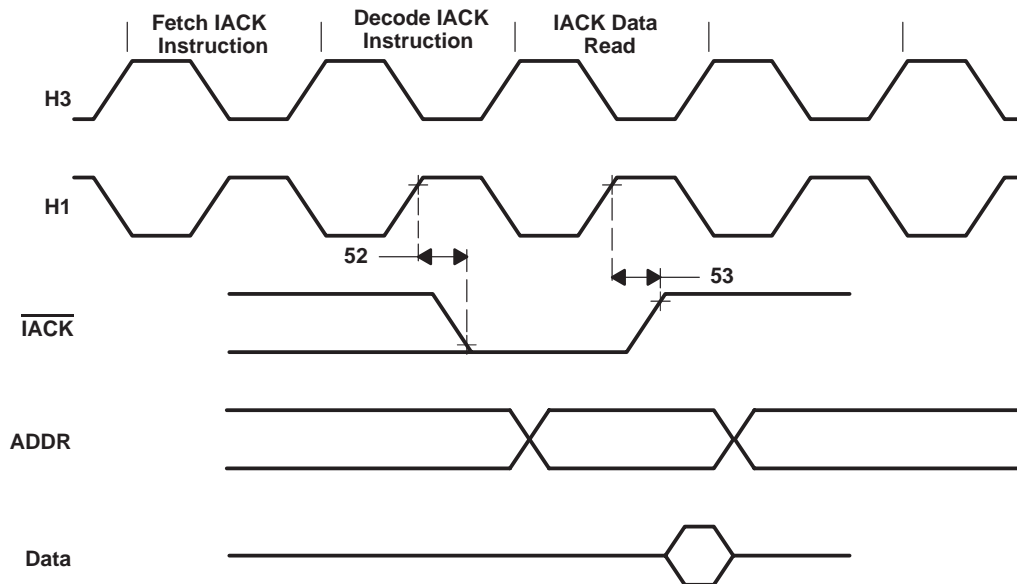 Fetch IACK
Instruction
Decode IACK
Instruction
IACK Data
Read
H3
H1
52
53
IACK
ADDR
Data